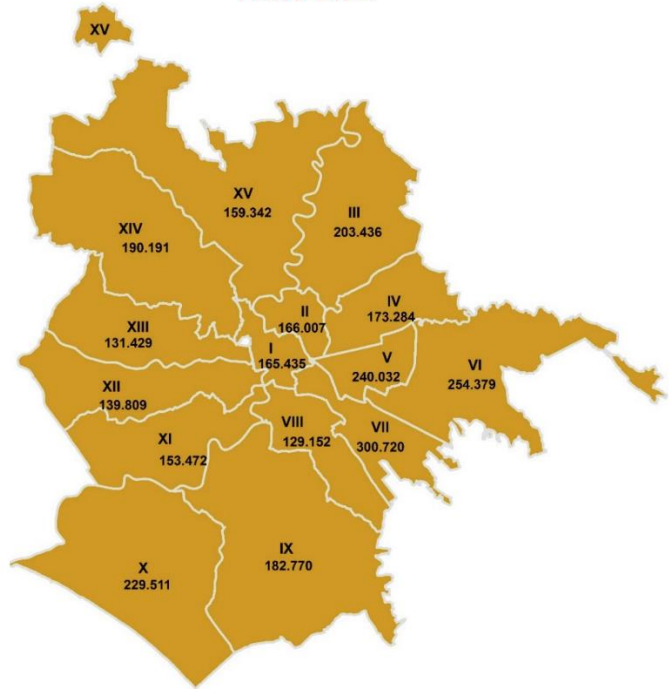 XV
XV
159.342
III
203.436
XIV
190.191
II
166.007
IV
173.284
XIII
131.429
I
165.435
V
240.032
VI
254.379
XII
139.809
VIII
129.152
VII
300.720
XI
153.472
IX
182.770
X
229.511